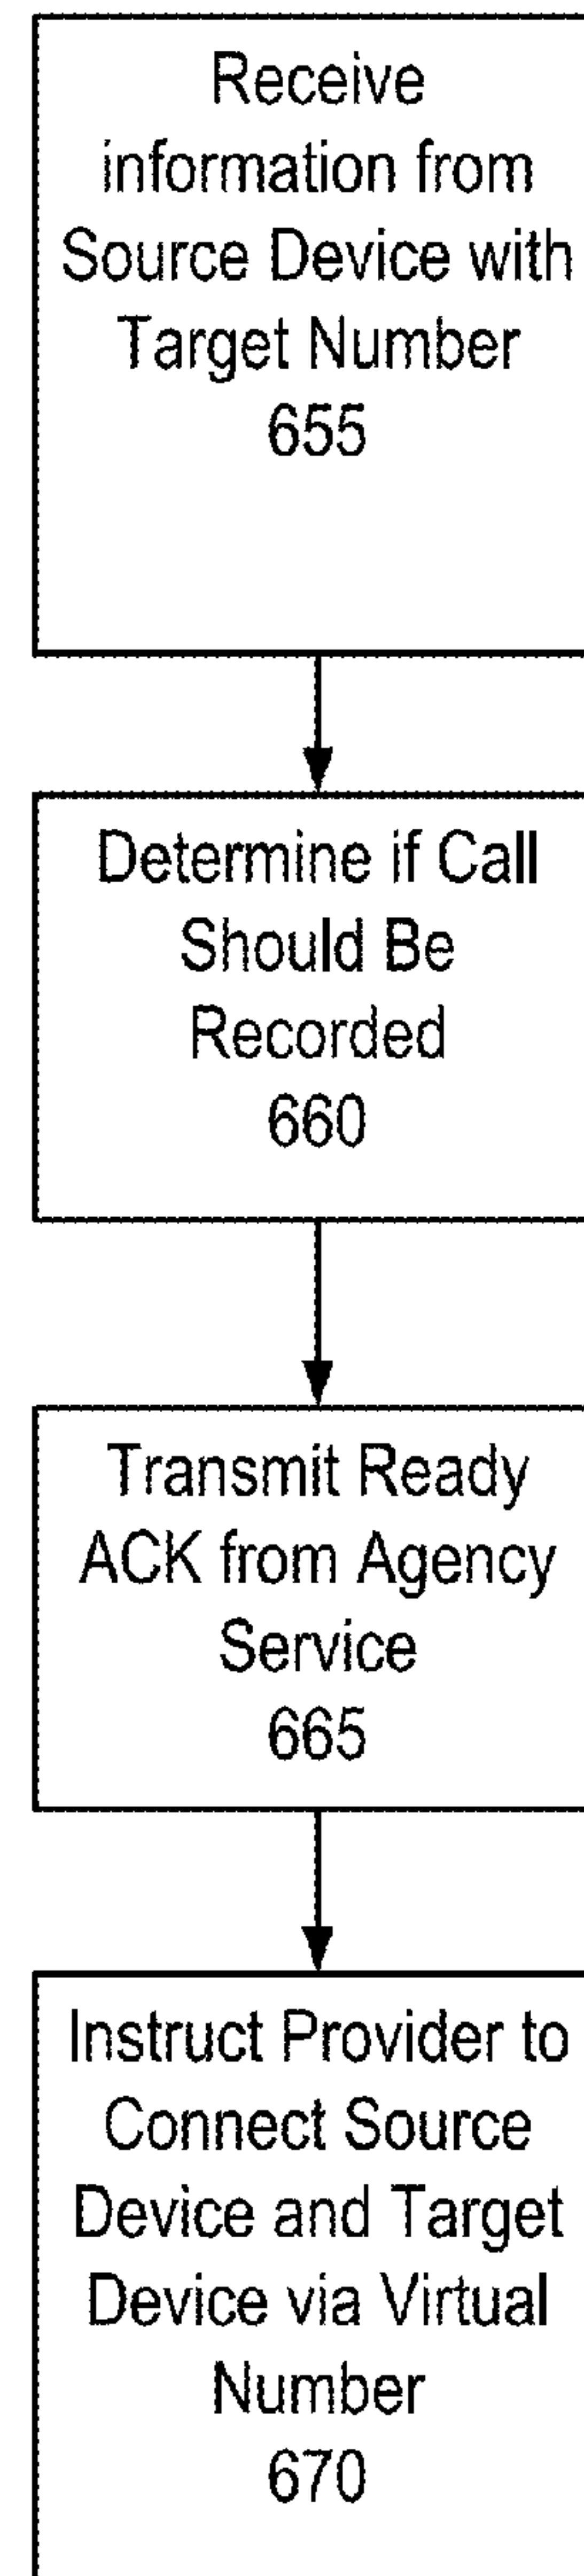 Receive
information from
Source Device with
Target Number
655
Determine if Call
Should Be
Recorded
660
Transmit Ready
ACK from Agency
Service
665
Instruct Provider to
Connect Source
Device and Target
Device via Virtual
Number
670